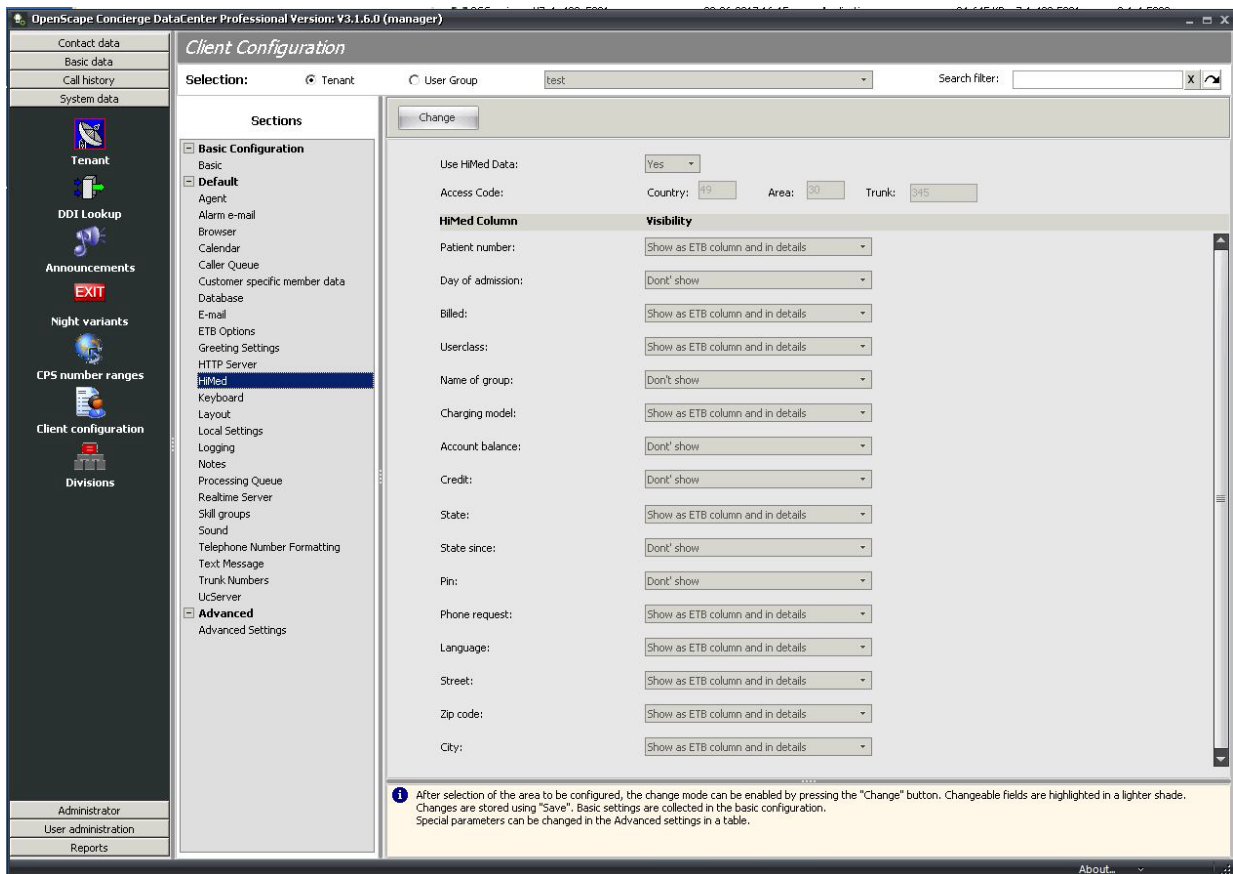 OpenScape Concierge DataCenter Professional Version: V3.1.6.0 (manager)
Contact data
Basic data
Call history
System data
Tenant
DDI Lookup
Announcements
EXIT
Night variants
CPS number ranges
Client configuration
Divisions
Administrator
User administration
Reports
Client Configuration
Selection: Tenant User Group test Search filter: X
Sections
Basic Configuration
Basic
Default
Agent
Alarm e-mail
Browser
Calendar
Caller Queue
Customer specific member data
Database
E-mail
ETB Options
Greeting Settings
HTTP Server
HiMed
Keyboard
Layout
Local Settings
Logging
Notes
Processing Queue
Realtime Server
Skill groups
Sound
Telephone Number Formatting
Text Message
Trunk Numbers
UcServer
Advanced
Advanced Settings
Change
Use HiMed Data: Yes
Access Code: Country: 49 Area: 30 Trunk: 345
HiMed Column Visibility
Patient number: Show as ETB column and in details
Day of admission: Dont' show
Billed: Show as ETB column and in details
Userclass: Show as ETB column and in details
Name of group: Don't show
Charging model: Show as ETB column and in details
Account balance: Dont' show
Credit: Dont' show
State: Show as ETB column and in details
State since: Dont' show
Pin: Dont' show
Phone request: Show as ETB column and in details
Language: Show as ETB column and in details
Street: Show as ETB column and in details
Zip code: Show as ETB column and in details
City: Show as ETB column and in details
After selection of the area to be configured, the change mode can be enabled by pressing the "Change" button. Changeable fields are highlighted in a lighter shade.
Changes are stored using "Save". Basic settings are collected in the basic configuration.
Special parameters can be changed in the Advanced settings in a table.
About...